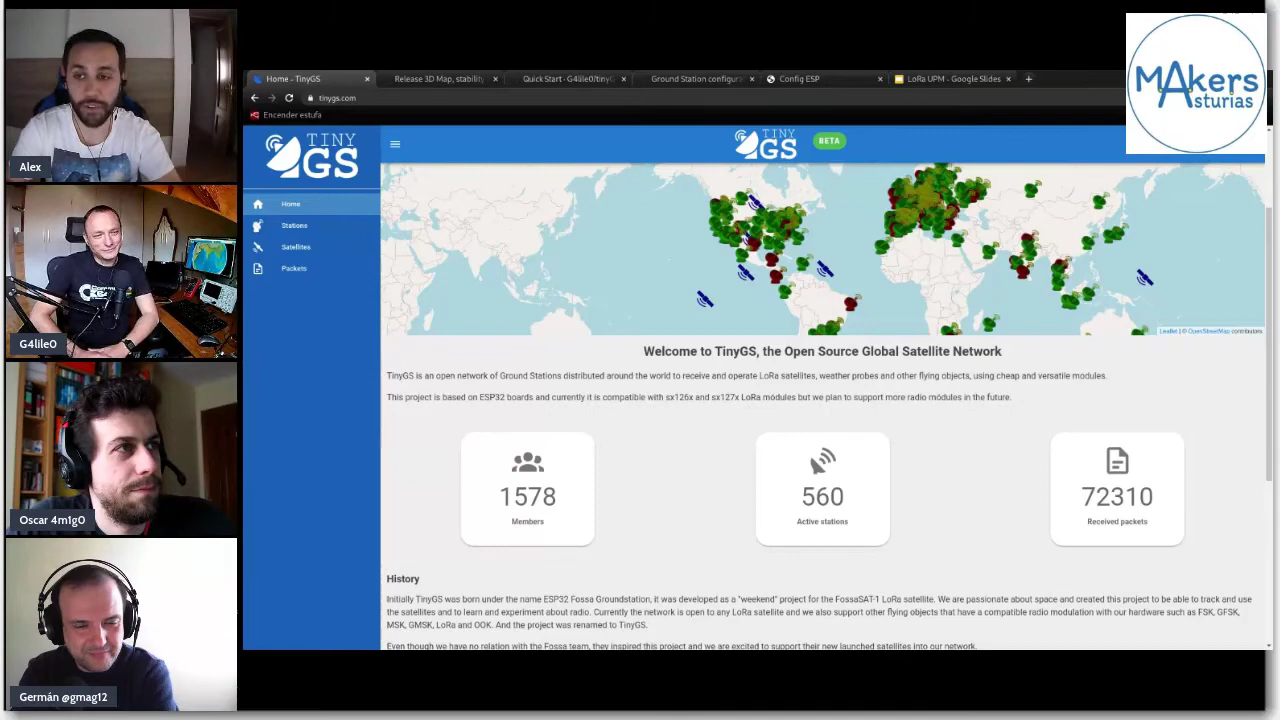 Alex
G4lile0
Oscar 4m1g0
Germán @gmag12
Home - TinyGS
Release 3D Map, stability
Quick Start · G4lile0/tinyG
Ground Station configura
Config ESP
LoRa UPM - Google Slides
tinygs.com
Encender estufa
MAkers
Asturias
TINY
GS
Home
Stations
Satellites
Packets
TINY
GS
BETA
Leaflet | © OpenStreetMap contributors
Welcome to TinyGS, the Open Source Global Satellite Network
TinyGS is an open network of Ground Stations distributed around the world to receive and operate LoRa satellites, weather probes and other flying objects, using cheap and versatile modules.
This project is based on ESP32 boards and currently it is compatible with sx126x and sx127x LoRa módules but we plan to support more radio módules in the future.
1578
Members
560
Active stations
72310
Received packets
History
Initially TinyGS was born under the name ESP32 Fossa Groundstation, it was developed as a "weekend" project for the FossaSAT-1 LoRa satellite. We are passionate about space and created this project to be able to track and use
the satellites and to learn and experiment about radio. Currently the network is open to any LoRa satellite and we also support other flying objects that have a compatible radio modulation with our hardware such as FSK, GFSK,
MSK, GMSK, LoRa and OOK. And the project was renamed to TinyGS.
Even though we have no relation with the Fossa team, they inspired this project and we are excited to support their new launched satellites into our network.